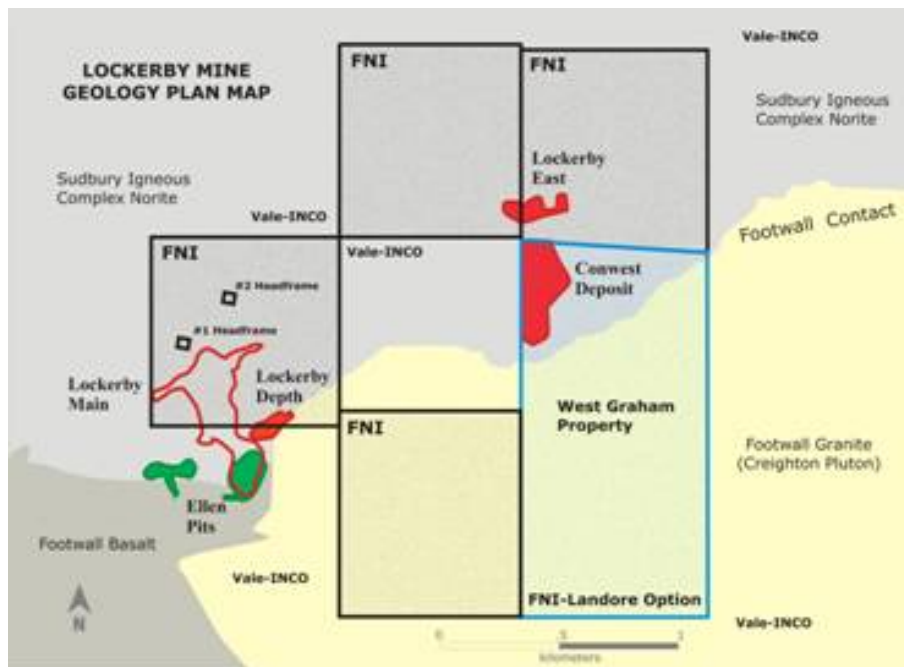 LOCKERBY MINE
GEOLOGY PLAN MAP
FNI
FNI
Vale-INCO
Sudbury Igneous
Complex Norite
Sudbury Igneous
Complex Norite
Lockerby
East
Vale-INCO
Footwall Contact
FNI
Vale-INCO
Conwest
Deposit
#2 Headframe
#1 Headframe
Lockerby
Main
Lockerby
Depth
FNI
West Graham
Property
Footwall Granite
(Creighton Pluton)
Ellen
Pits
Footwall Basalt
Vale-INCO
FNI-Landore Option
Vale-INCO
N
0
1
kilometers